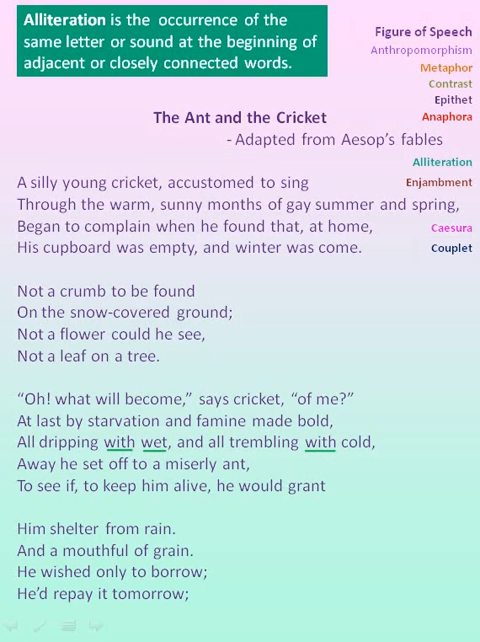 Alliteration is the occurrence of the
same letter or sound at the beginning of
adjacent or closely connected words.
Figure of Speech
Anthropomorphism
Metaphor
Contrast
Epithet
Anaphora
Alliteration
Enjambment
Caesura
Couplet
The Ant and the Cricket
- Adapted from Aesop's fables
A silly young cricket, accustomed to sing
Through the warm, sunny months of gay summer and spring,
Began to complain when he found that, at home,
His cupboard was empty, and winter was come.
Not a crumb to be found
On the snow-covered ground;
Not a flower could he see,
Not a leaf on a tree.
“Oh! what will become,” says cricket, “of me?”
At last by starvation and famine made bold,
All dripping with wet, and all trembling with cold,
Away he set off to a miserly ant,
To see if, to keep him alive, he would grant
Him shelter from rain.
And a mouthful of grain.
He wished only to borrow;
He'd repay it tomorrow;